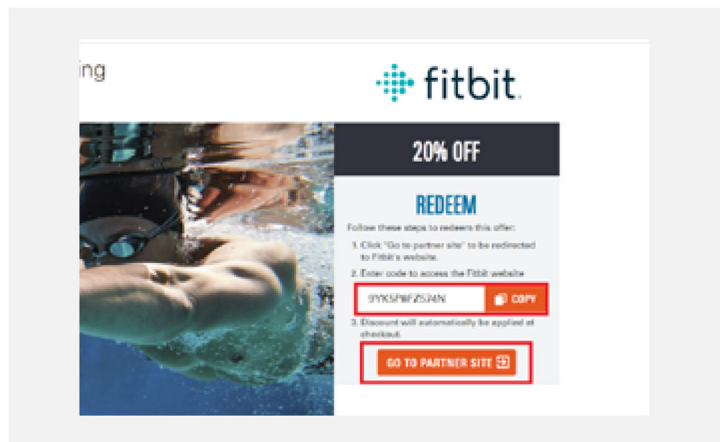 ing
fitbit.
20% OFF
REDEEM
Follow these steps to redeem this offer:
1. Click "Go to partner site" to be redirected
to Fitbit's website.
2. Enter code to access the Fitbit website
COPY
3. Discount will automatically be applied at
checkout.
GO TO PARTNER SITE